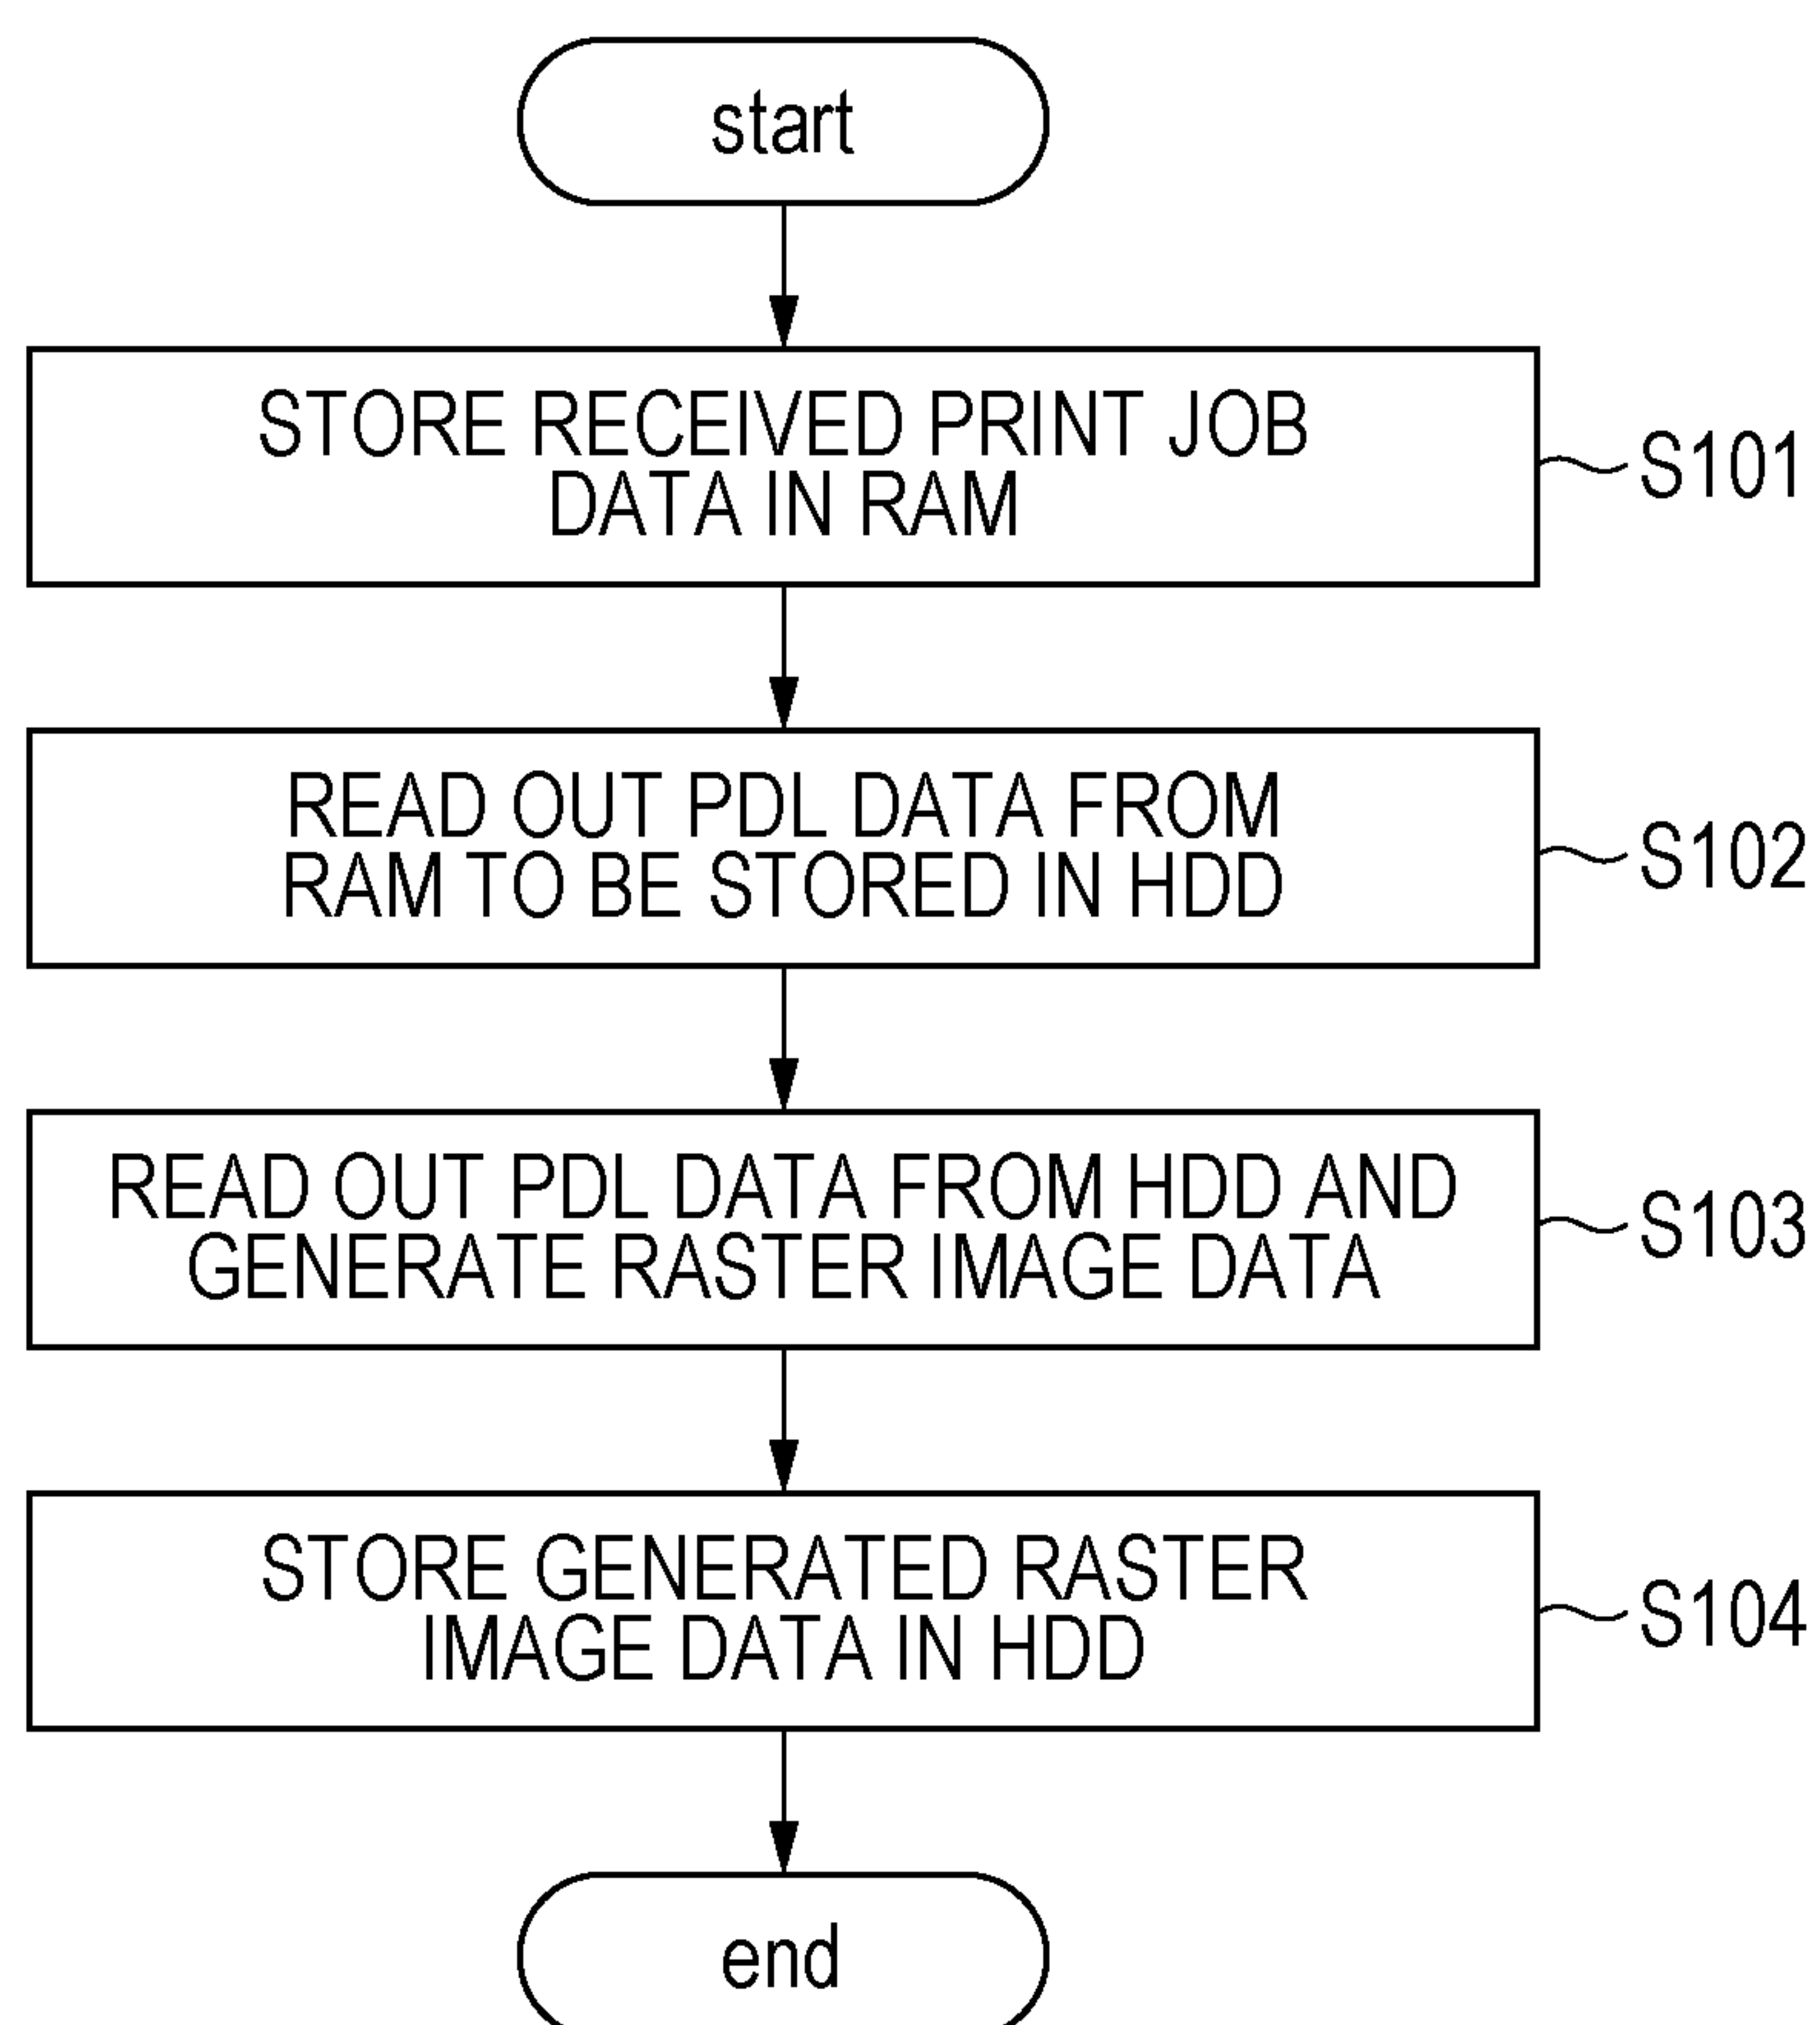 start
STORE RECEIVED PRINT JOB
DATA IN RAM
S101
READ OUT PDL DATA FROM
RAM TO BE STORED IN HDD
S102
READ OUT PDL DATA FROM HDD AND
GENERATE RASTER IMAGE DATA
S103
STORE GENERATED RASTER
IMAGE DATA IN HDD
S104
end